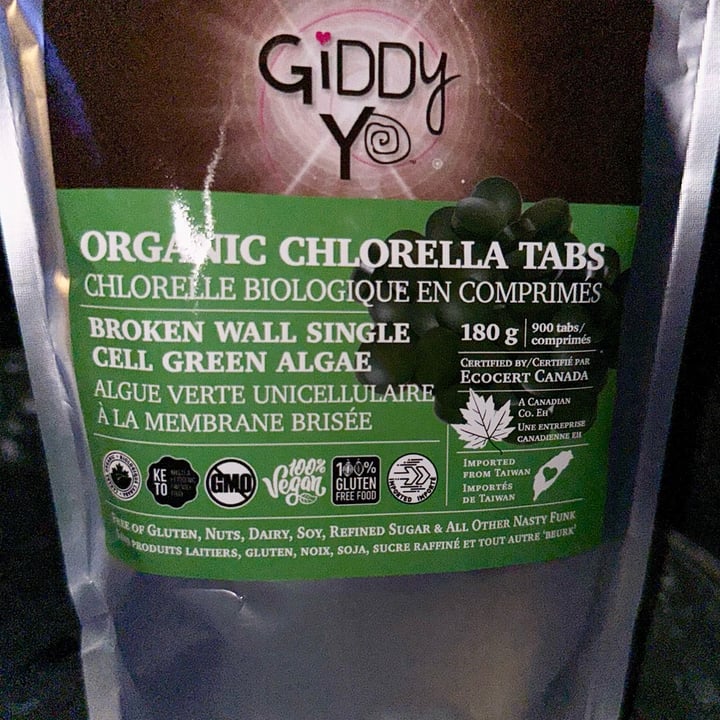 GiDDY
YO
ORGANIC CHLORELLA TABS
CHLORELLE BIOLOGIQUE EN COMPRIMÉS
BROKEN WALL SINGLE
CELL GREEN ALGAE
ALGUE VERTE UNICELLULAIRE
À LA MEMBRANE BRISÉE
180 g
900 tabs/
comprimés
CERTIFIED BY/CERTIFIÉ PAR
ECOCERT CANADA
A CANADIAN
CO. EH
UNE ENTREPRISE
CANADIENNE EH
IMPORTED
FROM TAIWAN
IMPORTÉS
DE TAIWAN
KE
TO
GMO
100%
Vegan
100%
GLUTEN
FREE FOOD
IMPORTED
FREE OF GLUTEN, NUTS, DAIRY, SOY, REFINED SUGAR & ALL OTHER NASTY FUNK
PRODUITS LAITIERS, GLUTEN, NOIX, SOJA, SUCRE RAFFINÉ ET TOUT AUTRE 'BEURK'